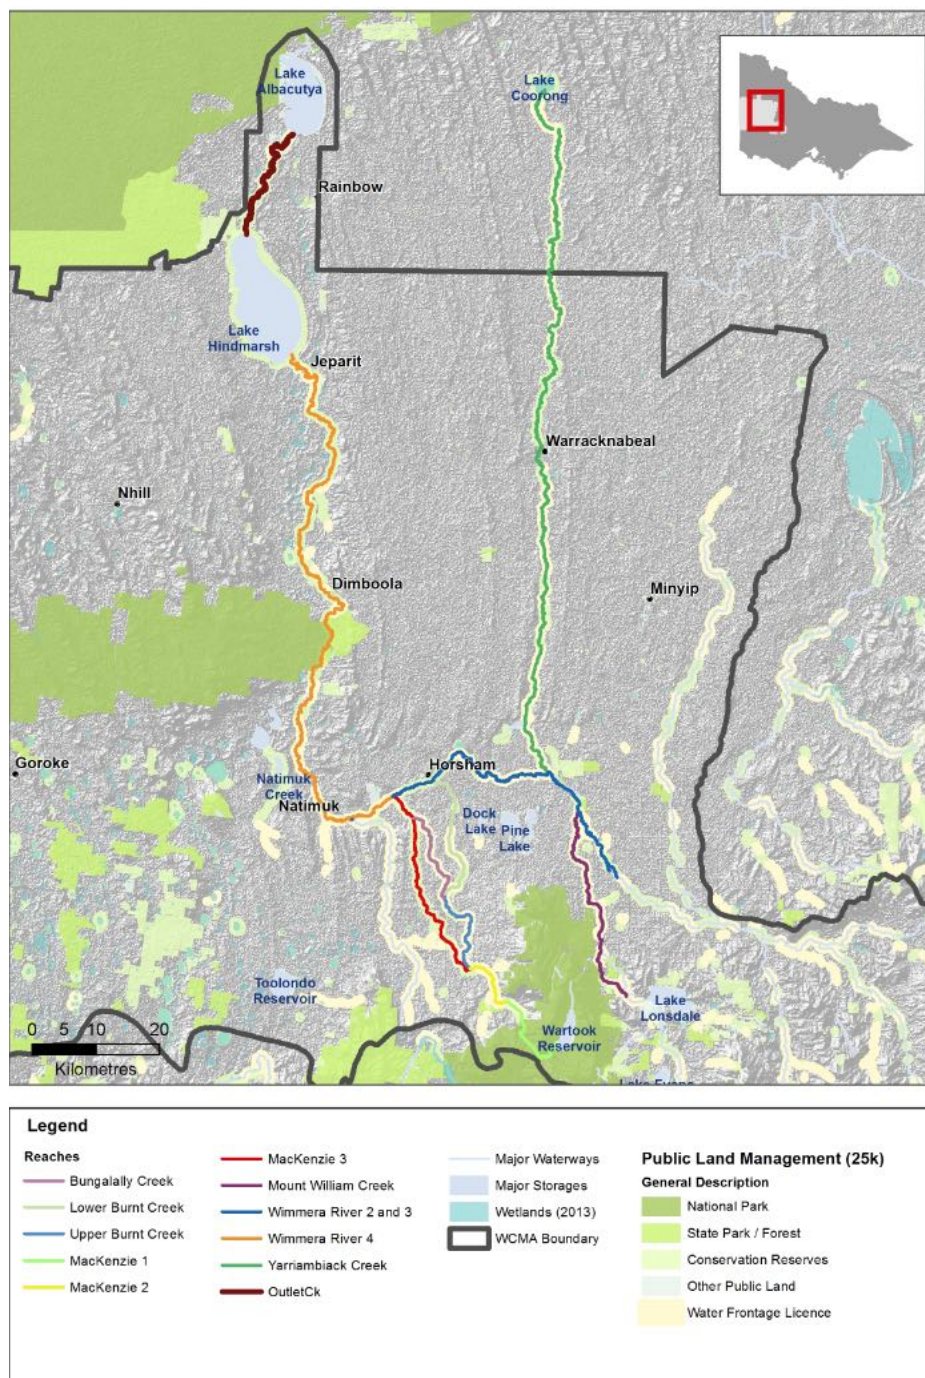 Lake
Albacutya
Lake
Coorong
Rainbow
Lake
Hindmarsh
Jeparit
Warracknabeal
Nhill
Dimboola
Minyip
Goroke
Horsham
Natimuk
Creek
Natimuk
Dock
Lake
Pine
Lake
Toolondo
Reservoir
Lake
Lonsdale
Wartook
Reservoir
0 5 10 20
Kilometres
Legend
Reaches
Bungalally Creek
Lower Burnt Creek
Upper Burnt Creek
MacKenzie 1
MacKenzie 2
MacKenzie 3
Mount William Creek
Wimmera River 2 and 3
Wimmera River 4
Yarriambiack Creek
OutletCk
Major Waterways
Major Storages
Wetlands (2013)
WCMA Boundary
Public Land Management (25k)
General Description
National Park
State Park / Forest
Conservation Reserves
Other Public Land
Water Frontage Licence